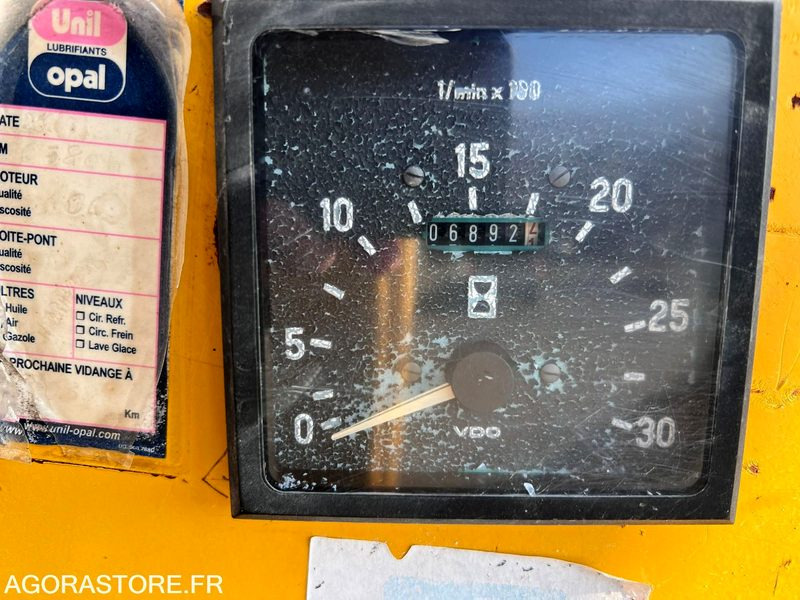 Unil
LUBRIFIANTS
opal
ATE
M
OTEUR
ualité
iscosité
OITE-PONT
ualité
iscosité
LTRES
Huile
Air
Gazole
NIVEAUX
Cir. Refr.
Circ. Frein
Lave Glace
PROCHAINE VIDANGE À
Km
www.unil-opal.com
1/min x 100
0
5
10
15
20
25
30
06892
VDO
AGORASTORE.FR